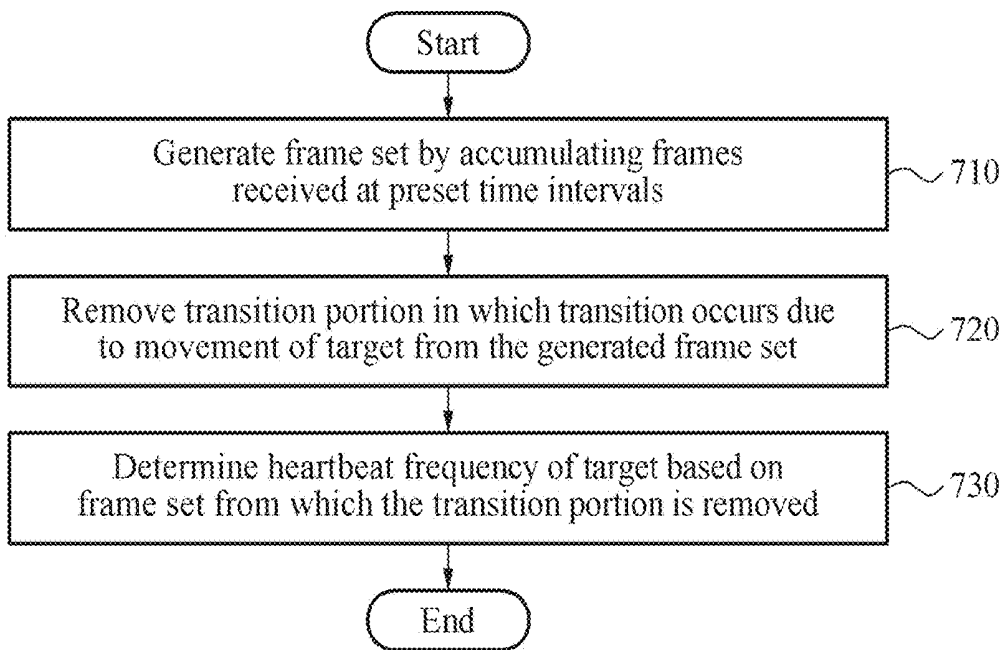 Start
Generate frame set by accumulating frames
received at preset time intervals
710
Remove transition portion in which transition occurs due
to movement of target from the generated frame set
720
Determine heartbeat frequency of target based on
frame set from which the transition portion is removed
730
End